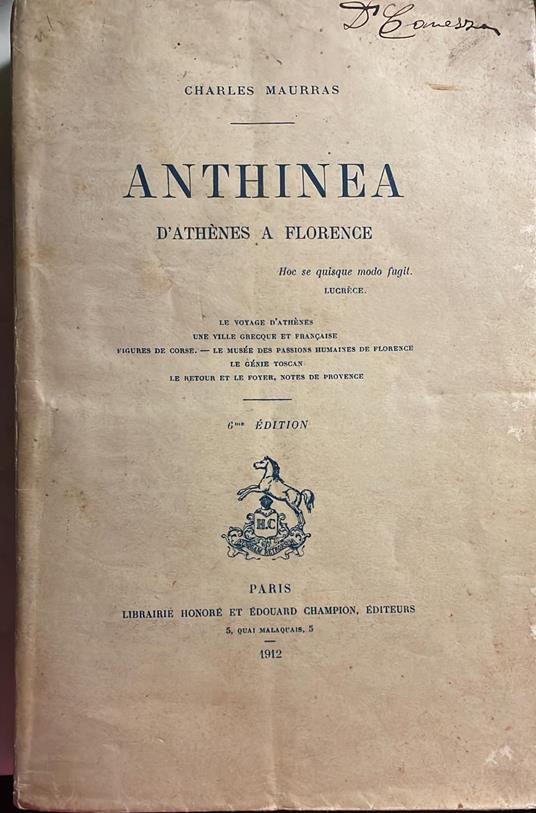 Dr Canessa
CHARLES MAURRAS
ANTHINEA
D'ATHÈNES A FLORENCE
Hoc se quisque modo fugit.
LUCRÈCE.
LE VOYAGE D'ATHÈNES
UNE VILLE GRECQUE ET FRANÇAISE
FIGURES DE CORSE. — LE MUSÉE DES PASSIONS HUMAINES DE FLORENCE
LE GÉNIE TOSCAN
LE RETOUR ET LE FOYER, NOTES DE PROVENCE
6me ÉDITION
H.C
PARIS
LIBRAIRIE HONORÉ ET ÉDOUARD CHAMPION, ÉDITEURS
5, QUAI MALAQUAIS, 5
1912